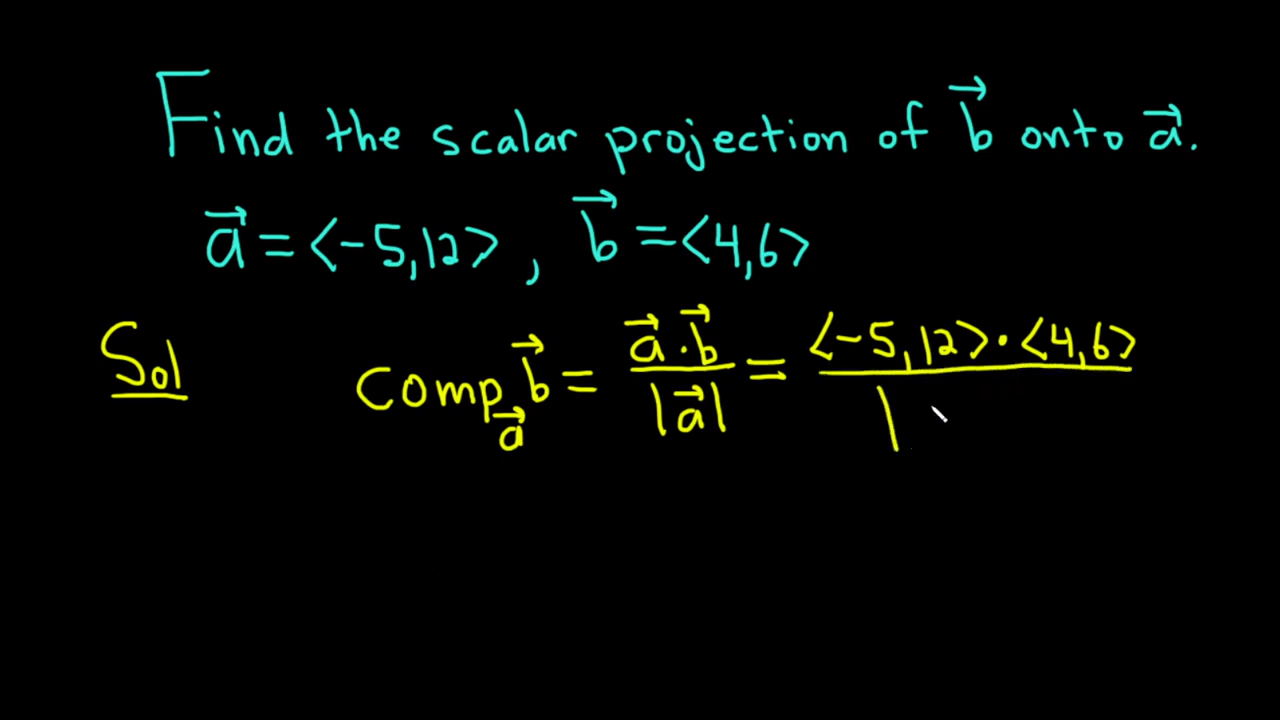 Find the scalar projection of b⃗ onto a⃗.
a⃗ = <-5,12> , b⃗ = <4,6>
Sol comp_a⃗ b⃗ = a⃗·b⃗ / |a⃗| = <-5,12>·<4,6> / |